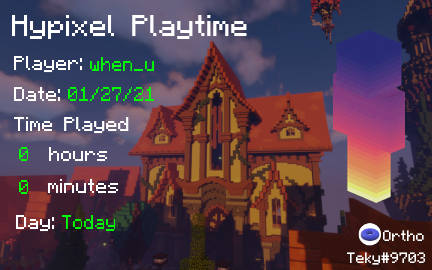 Hypixel Playtime
Player: when_u
Date: 01/27/21
Time Played
0 hours
0 minutes
Day: Today
Ortho
Teky#9703